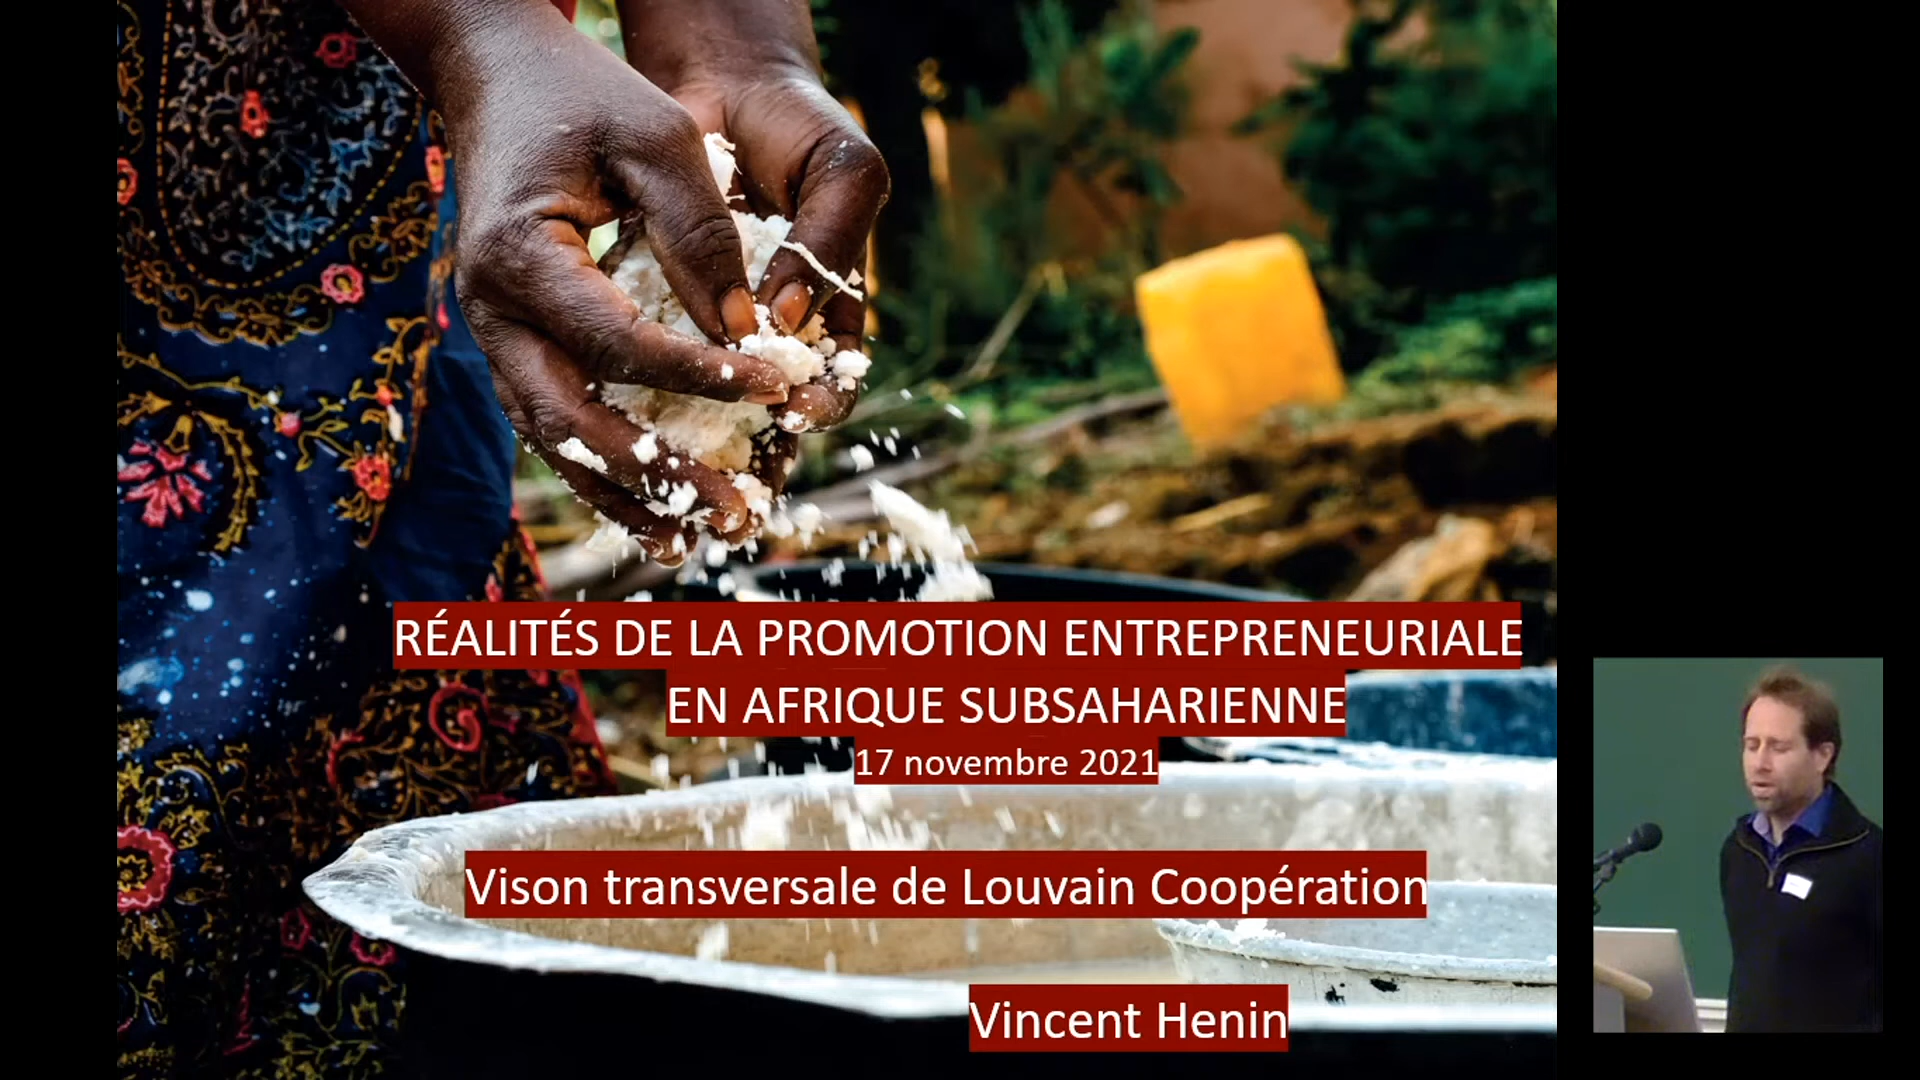 RÉALITÉS DE LA PROMOTION ENTREPRENEURIALE
EN AFRIQUE SUBSAHARIENNE
17 novembre 2021
Vison transversale de Louvain Coopération
Vincent Henin